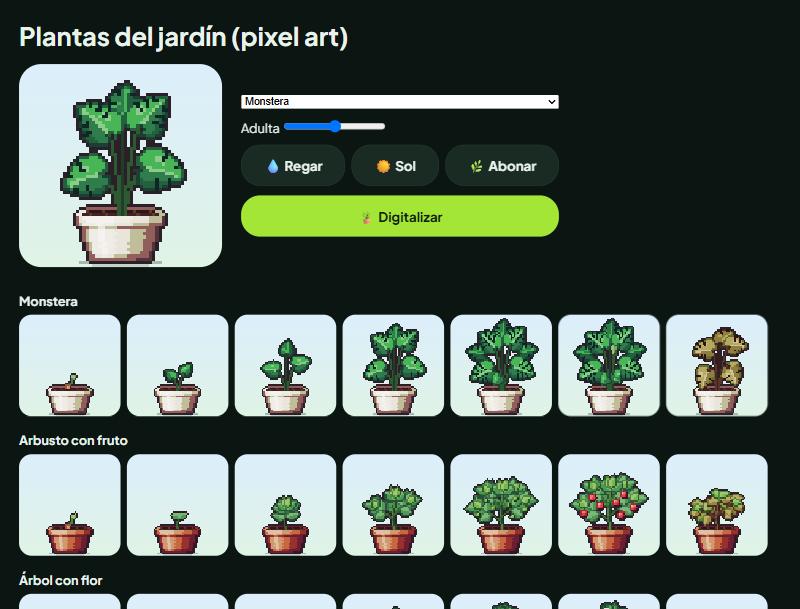 Plantas del jardín (pixel art)
Monstera
Adulta
Regar
Sol
Abonar
Digitalizar
Monstera
Arbusto con fruto
Árbol con flor